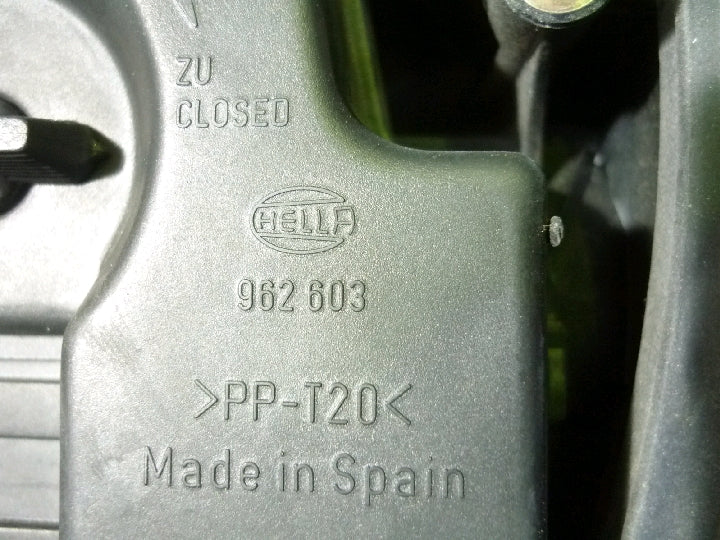 ZU
CLOSED
HELLA
962 603
>PP-T20<
Made in Spain